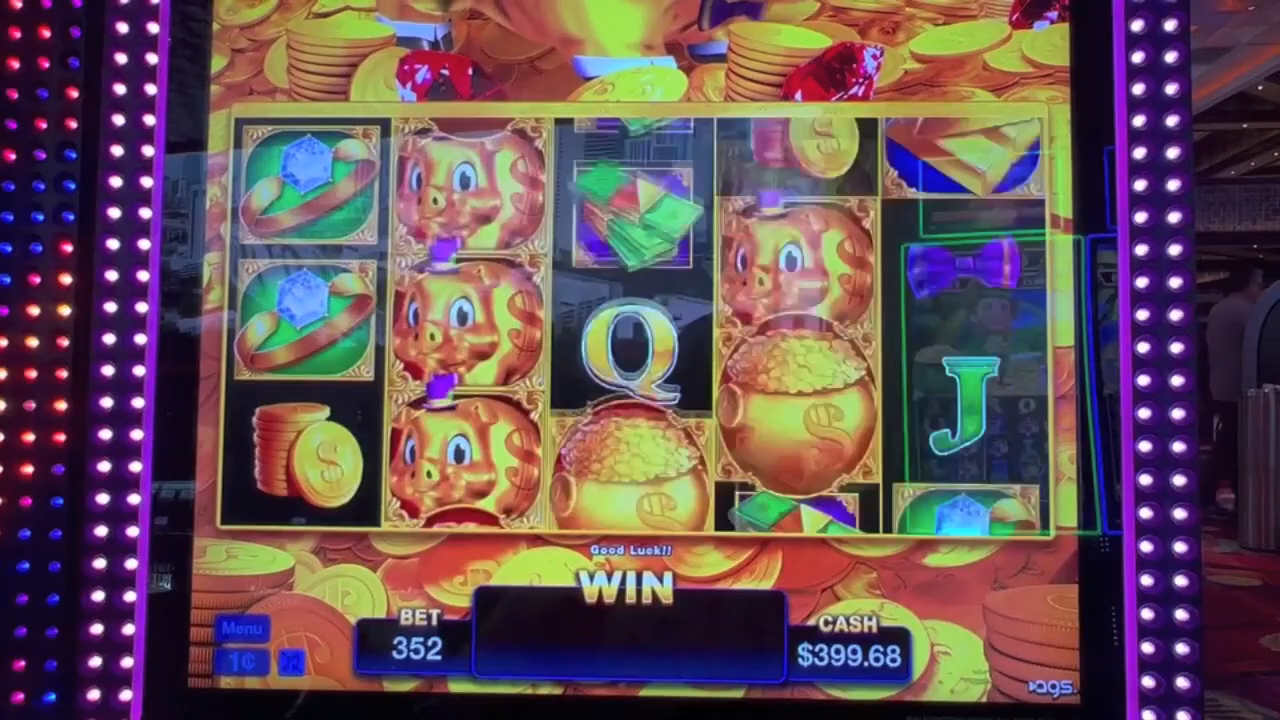 $
Q
$
$
J
$
Good Luck!!
WIN
BET
352
CASH
$399.68
Menu
1¢
AGS